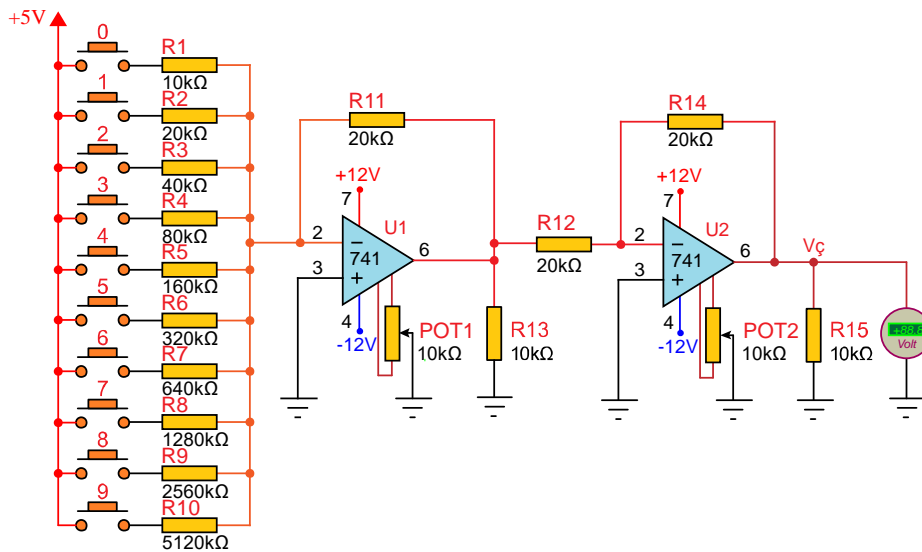 +5V
0
R1
10kΩ
1
R2
20kΩ
2
R3
40kΩ
3
R4
80kΩ
4
R5
160kΩ
5
R6
320kΩ
6
R7
640kΩ
7
R8
1280kΩ
8
R9
2560kΩ
9
R10
5120kΩ
R11
20kΩ
+12V
7
U1
2
−
741
6
3
+
4
-12V
POT1
10kΩ
R13
10kΩ
R12
20kΩ
R14
20kΩ
+12V
7
U2
2
−
741
6
3
+
4
-12V
POT2
10kΩ
Vç
R15
10kΩ
Volt